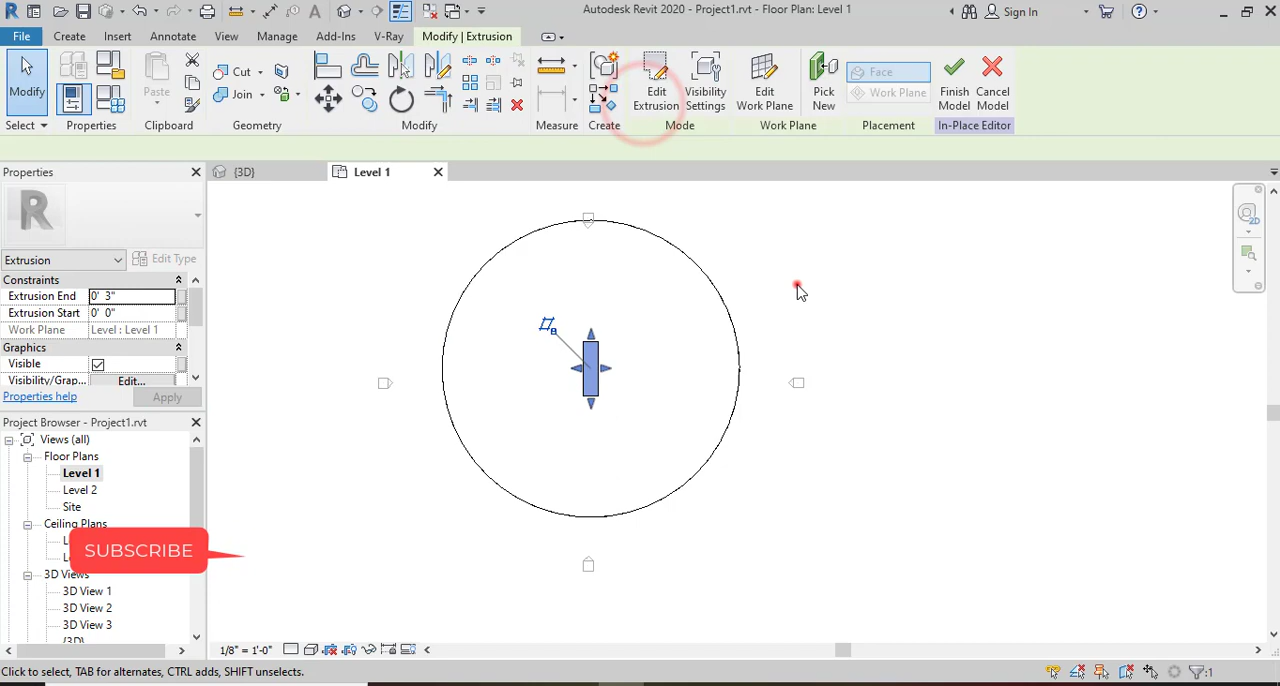 Autodesk Revit 2020 - Project1.rvt - Floor Plan: Level 1
Sign In
File Create Insert Annotate View Manage Add-Ins V-Ray Modify | Extrusion
Modify
Select
Properties
Paste
Clipboard
Cut
Join
Geometry
Modify
Measure
Create
Edit Extrusion
Visibility Settings
Mode
Edit Work Plane
Work Plane
Pick New
Face
Work Plane
Placement
Finish Model
Cancel Model
In-Place Editor
Properties
{3D}
Level 1
R
Extrusion
Edit Type
Constraints
Extrusion End 0' 3"
Extrusion Start 0' 0"
Work Plane Level : Level 1
Graphics
Visible
Visibility/Grap... Edit...
Properties help
Apply
Project Browser - Project1.rvt
Views (all)
Floor Plans
Level 1
Level 2
Site
Ceiling Plans
SUBSCRIBE
3D Views
3D View 1
3D View 2
3D View 3
{3D}
2D
1/8" = 1'-0"
Click to select, TAB for alternates, CTRL adds, SHIFT unselects.
:1